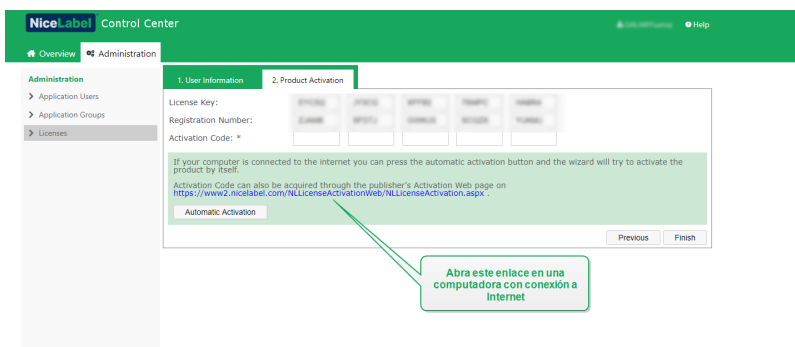 NiceLabel Control Center
Help
Overview Administration
Administration
Application Users
Application Groups
Licenses
1. User Information 2. Product Activation
License Key:
Registration Number:
Activation Code: *
If your computer is connected to the internet you can press the automatic activation button and the wizard will try to activate the
product by itself.
Activation Code can also be acquired through the publisher's Activation Web page on
https://www2.nicelabel.com/NLLicenseActivationWeb/NLLicenseActivation.aspx .
Automatic Activation
Previous Finish
Abra este enlace en una
computadora con conexión a
Internet